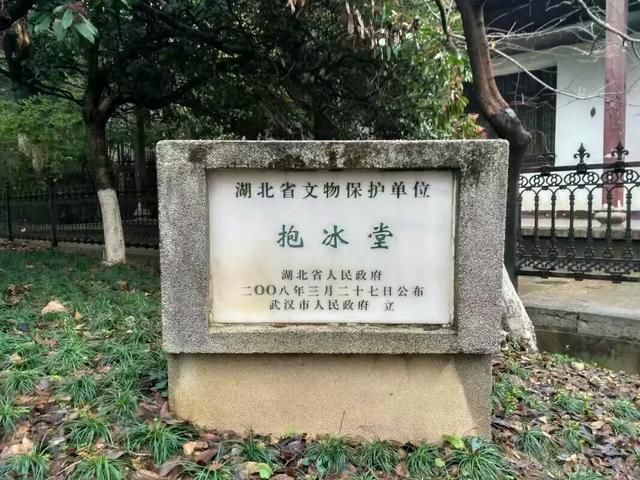 湖北省文物保护单位
抱冰堂
湖北省人民政府
二〇〇八年三月二十七日公布
武汉市人民政府 立